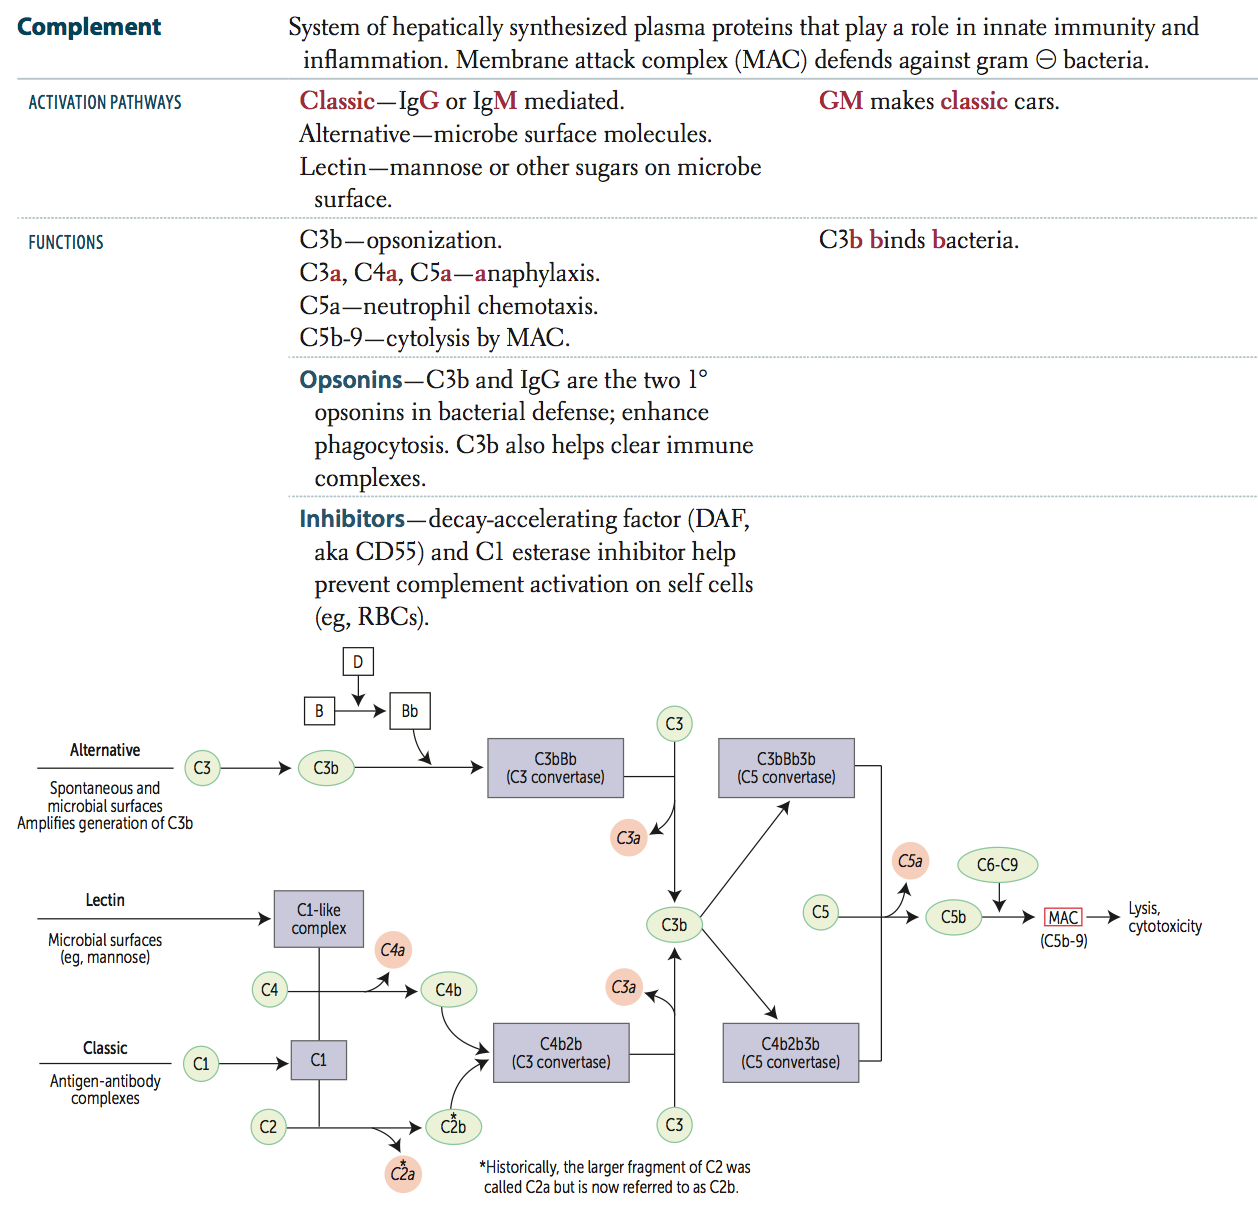 Complement
System of hepatically synthesized plasma proteins that play a role in innate immunity and
inflammation. Membrane attack complex (MAC) defends against gram ⊖ bacteria.
ACTIVATION PATHWAYS
Classic—IgG or IgM mediated.
Alternative—microbe surface molecules.
Lectin—mannose or other sugars on microbe
surface.
GM makes classic cars.
FUNCTIONS
C3b—opsonization.
C3a, C4a, C5a—anaphylaxis.
C5a—neutrophil chemotaxis.
C5b-9—cytolysis by MAC.
C3b binds bacteria.
Opsonins—C3b and IgG are the two 1°
opsonins in bacterial defense; enhance
phagocytosis. C3b also helps clear immune
complexes.
Inhibitors—decay-accelerating factor (DAF,
aka CD55) and C1 esterase inhibitor help
prevent complement activation on self cells
(eg, RBCs).
D
B
Bb
Alternative
Spontaneous and
microbial surfaces
Amplifies generation of C3b
C3
C3b
C3bBb
(C3 convertase)
C3
C3a
C3bBb3b
(C5 convertase)
Lectin
Microbial surfaces
(eg, mannose)
C1-like
complex
C4
C4a
C4b
Classic
Antigen-antibody
complexes
C1
C1
C2
C2b
*
C2a
*
C4b2b
(C3 convertase)
C3a
C3
C3b
C4b2b3b
(C5 convertase)
C5
C5a
C5b
C6-C9
MAC
(C5b-9)
Lysis,
cytotoxicity
*Historically, the larger fragment of C2 was
called C2a but is now referred to as C2b.